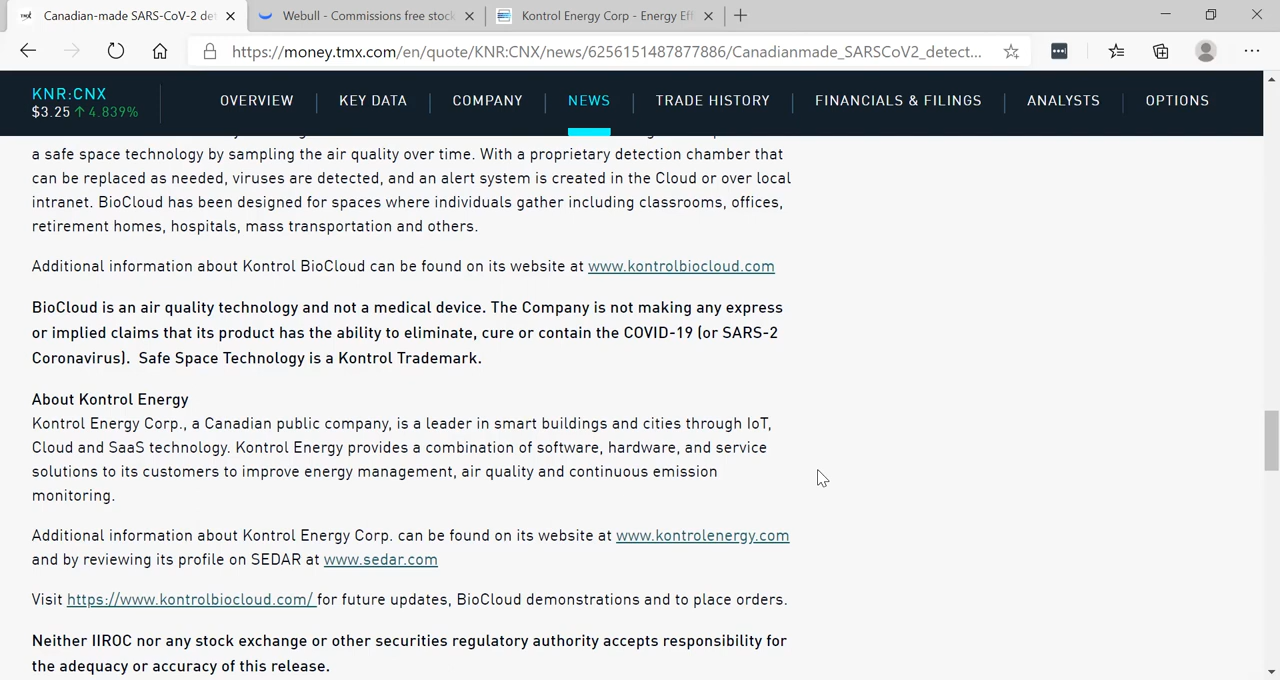 Canadian-made SARS-CoV-2 det
Webull - Commissions free stock
Kontrol Energy Corp - Energy Eff
https://money.tmx.com/en/quote/KNR:CNX/news/6256151487877886/Canadianmade_SARSCoV2_detect...
KNR:CNX
$3.25 ↑ 4.839%
OVERVIEW
KEY DATA
COMPANY
NEWS
TRADE HISTORY
FINANCIALS & FILINGS
ANALYSTS
OPTIONS
a safe space technology by sampling the air quality over time. With a proprietary detection chamber that
can be replaced as needed, viruses are detected, and an alert system is created in the Cloud or over local
intranet. BioCloud has been designed for spaces where individuals gather including classrooms, offices,
retirement homes, hospitals, mass transportation and others.
Additional information about Kontrol BioCloud can be found on its website at www.kontrolbiocloud.com
BioCloud is an air quality technology and not a medical device. The Company is not making any express
or implied claims that its product has the ability to eliminate, cure or contain the COVID-19 (or SARS-2
Coronavirus). Safe Space Technology is a Kontrol Trademark.
About Kontrol Energy
Kontrol Energy Corp., a Canadian public company, is a leader in smart buildings and cities through IoT,
Cloud and SaaS technology. Kontrol Energy provides a combination of software, hardware, and service
solutions to its customers to improve energy management, air quality and continuous emission
monitoring.
Additional information about Kontrol Energy Corp. can be found on its website at www.kontrolenergy.com
and by reviewing its profile on SEDAR at www.sedar.com
Visit https://www.kontrolbiocloud.com/ for future updates, BioCloud demonstrations and to place orders.
Neither IIROC nor any stock exchange or other securities regulatory authority accepts responsibility for
the adequacy or accuracy of this release.